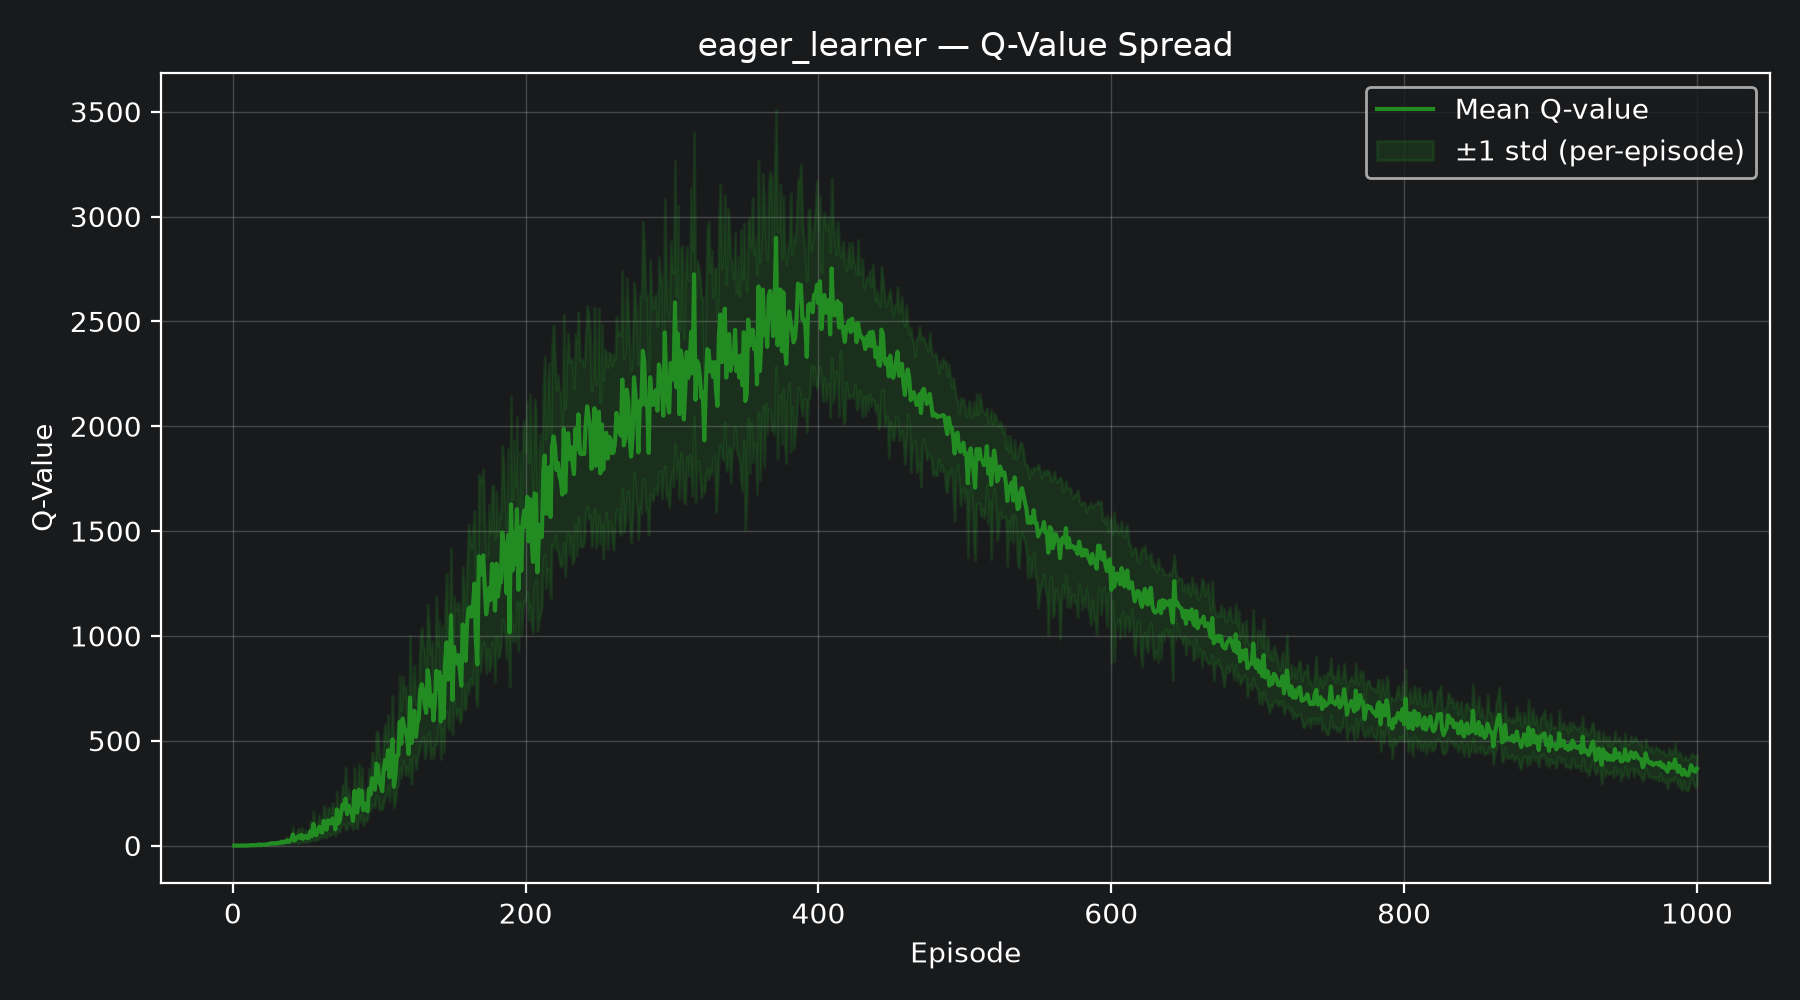 eager_learner — Q-Value Spread
Mean Q-value
±1 std (per-episode)
Q-Value
3500
3000
2500
2000
1500
1000
500
0
0 200 400 600 800 1000
Episode